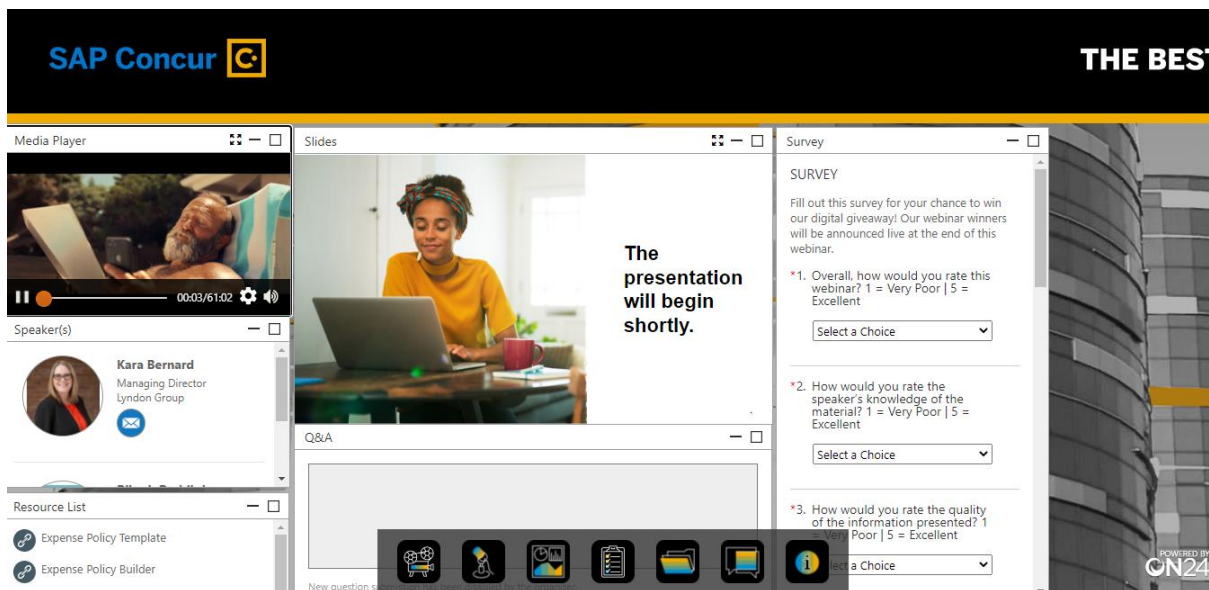 SAP Concur
THE BEST
Media Player
00:03/61:02
Speaker(s)
Kara Bernard
Managing Director
Lyndon Group
Resource List
Expense Policy Template
Expense Policy Builder
Slides
The
presentation
will begin
shortly.
Q&A
New question
Survey
SURVEY
Fill out this survey for your chance to win
our digital giveaway! Our webinar winners
will be announced live at the end of this
webinar.
*1. Overall, how would you rate this
webinar? 1 = Very Poor | 5 =
Excellent
Select a Choice
*2. How would you rate the
speaker's knowledge of the
material? 1 = Very Poor | 5 =
Excellent
Select a Choice
*3. How would you rate the quality
of the information presented? 1
= Very Poor | 5 = Excellent
a Choice
POWERED BY
ON24